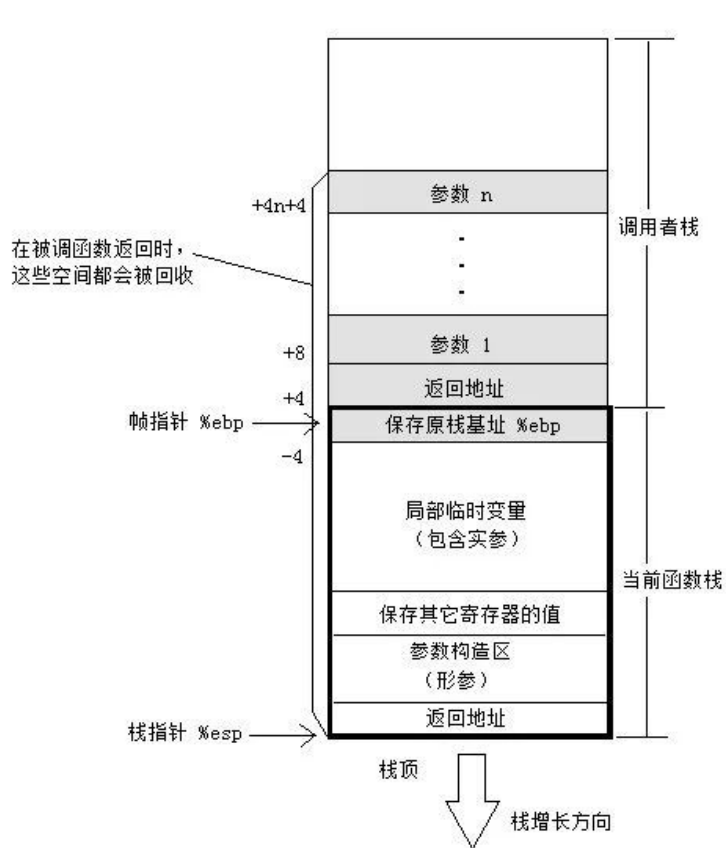 参数 n
+4n+4
调用者栈
在被调函数返回时，
这些空间都会被回收
+8
参数 1
+4
返回地址
帧指针 %ebp
保存原栈基址 %ebp
-4
局部临时变量
（包含实参）
当前函数栈
保存其它寄存器的值
参数构造区
（形参）
返回地址
栈指针 %esp
栈顶
栈增长方向